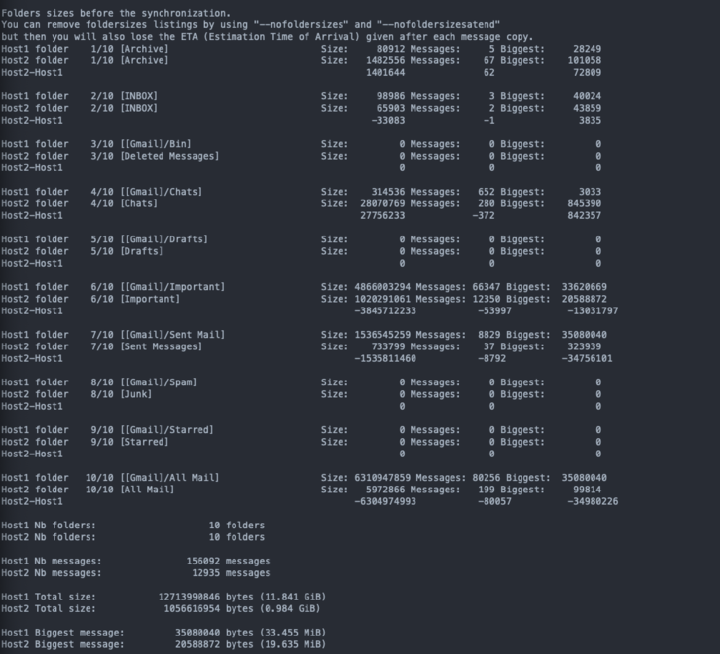 Folders sizes before the synchronization.
You can remove foldersizes listings by using "--nofoldersizes" and "--nofoldersizesatend"
but then you will also lose the ETA (Estimation Time of Arrival) given after each message copy.
Host1 folder 1/10 [Archive] Size: 80912 Messages: 5 Biggest: 28249
Host2 folder 1/10 [Archive] Size: 1482556 Messages: 67 Biggest: 101058
Host2-Host1 1401644 62 72809
Host1 folder 2/10 [INBOX] Size: 98986 Messages: 3 Biggest: 40024
Host2 folder 2/10 [INBOX] Size: 65903 Messages: 2 Biggest: 43859
Host2-Host1 -33083 -1 3835
Host1 folder 3/10 [[Gmail]/Bin] Size: 0 Messages: 0 Biggest: 0
Host2 folder 3/10 [Deleted Messages] Size: 0 Messages: 0 Biggest: 0
Host2-Host1 0 0 0
Host1 folder 4/10 [[Gmail]/Chats] Size: 314536 Messages: 652 Biggest: 3033
Host2 folder 4/10 [Chats] Size: 28070769 Messages: 280 Biggest: 845390
Host2-Host1 27756233 -372 842357
Host1 folder 5/10 [[Gmail]/Drafts] Size: 0 Messages: 0 Biggest: 0
Host2 folder 5/10 [Drafts] Size: 0 Messages: 0 Biggest: 0
Host2-Host1 0 0 0
Host1 folder 6/10 [[Gmail]/Important] Size: 4866003294 Messages: 66347 Biggest: 33620669
Host2 folder 6/10 [Important] Size: 1020291061 Messages: 12350 Biggest: 20588872
Host2-Host1 -3845712233 -53997 -13031797
Host1 folder 7/10 [[Gmail]/Sent Mail] Size: 1536545259 Messages: 8829 Biggest: 35080040
Host2 folder 7/10 [Sent Messages] Size: 733799 Messages: 37 Biggest: 323939
Host2-Host1 -1535811460 -8792 -34756101
Host1 folder 8/10 [[Gmail]/Spam] Size: 0 Messages: 0 Biggest: 0
Host2 folder 8/10 [Junk] Size: 0 Messages: 0 Biggest: 0
Host2-Host1 0 0 0
Host1 folder 9/10 [[Gmail]/Starred] Size: 0 Messages: 0 Biggest: 0
Host2 folder 9/10 [Starred] Size: 0 Messages: 0 Biggest: 0
Host2-Host1 0 0 0
Host1 folder 10/10 [[Gmail]/All Mail] Size: 6310947859 Messages: 80256 Biggest: 35080040
Host2 folder 10/10 [All Mail] Size: 5972866 Messages: 199 Biggest: 99814
Host2-Host1 -6304974993 -80057 -34980226
Host1 Nb folders: 10 folders
Host2 Nb folders: 10 folders
Host1 Nb messages: 156092 messages
Host2 Nb messages: 12935 messages
Host1 Total size: 12713990846 bytes (11.841 GiB)
Host2 Total size: 1056616954 bytes (0.984 GiB)
Host1 Biggest message: 35080040 bytes (33.455 MiB)
Host2 Biggest message: 20588872 bytes (19.635 MiB)